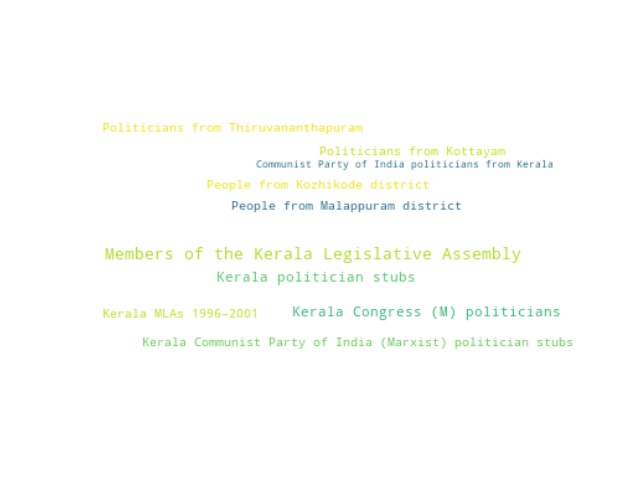 Politicians from Thiruvananthapuram
Politicians from Kottayam
Communist Party of India politicians from Kerala
People from Kozhikode district
People from Malappuram district
Members of the Kerala Legislative Assembly
Kerala politician stubs
Kerala MLAs 1996–2001
Kerala Congress (M) politicians
Kerala Communist Party of India (Marxist) politician stubs